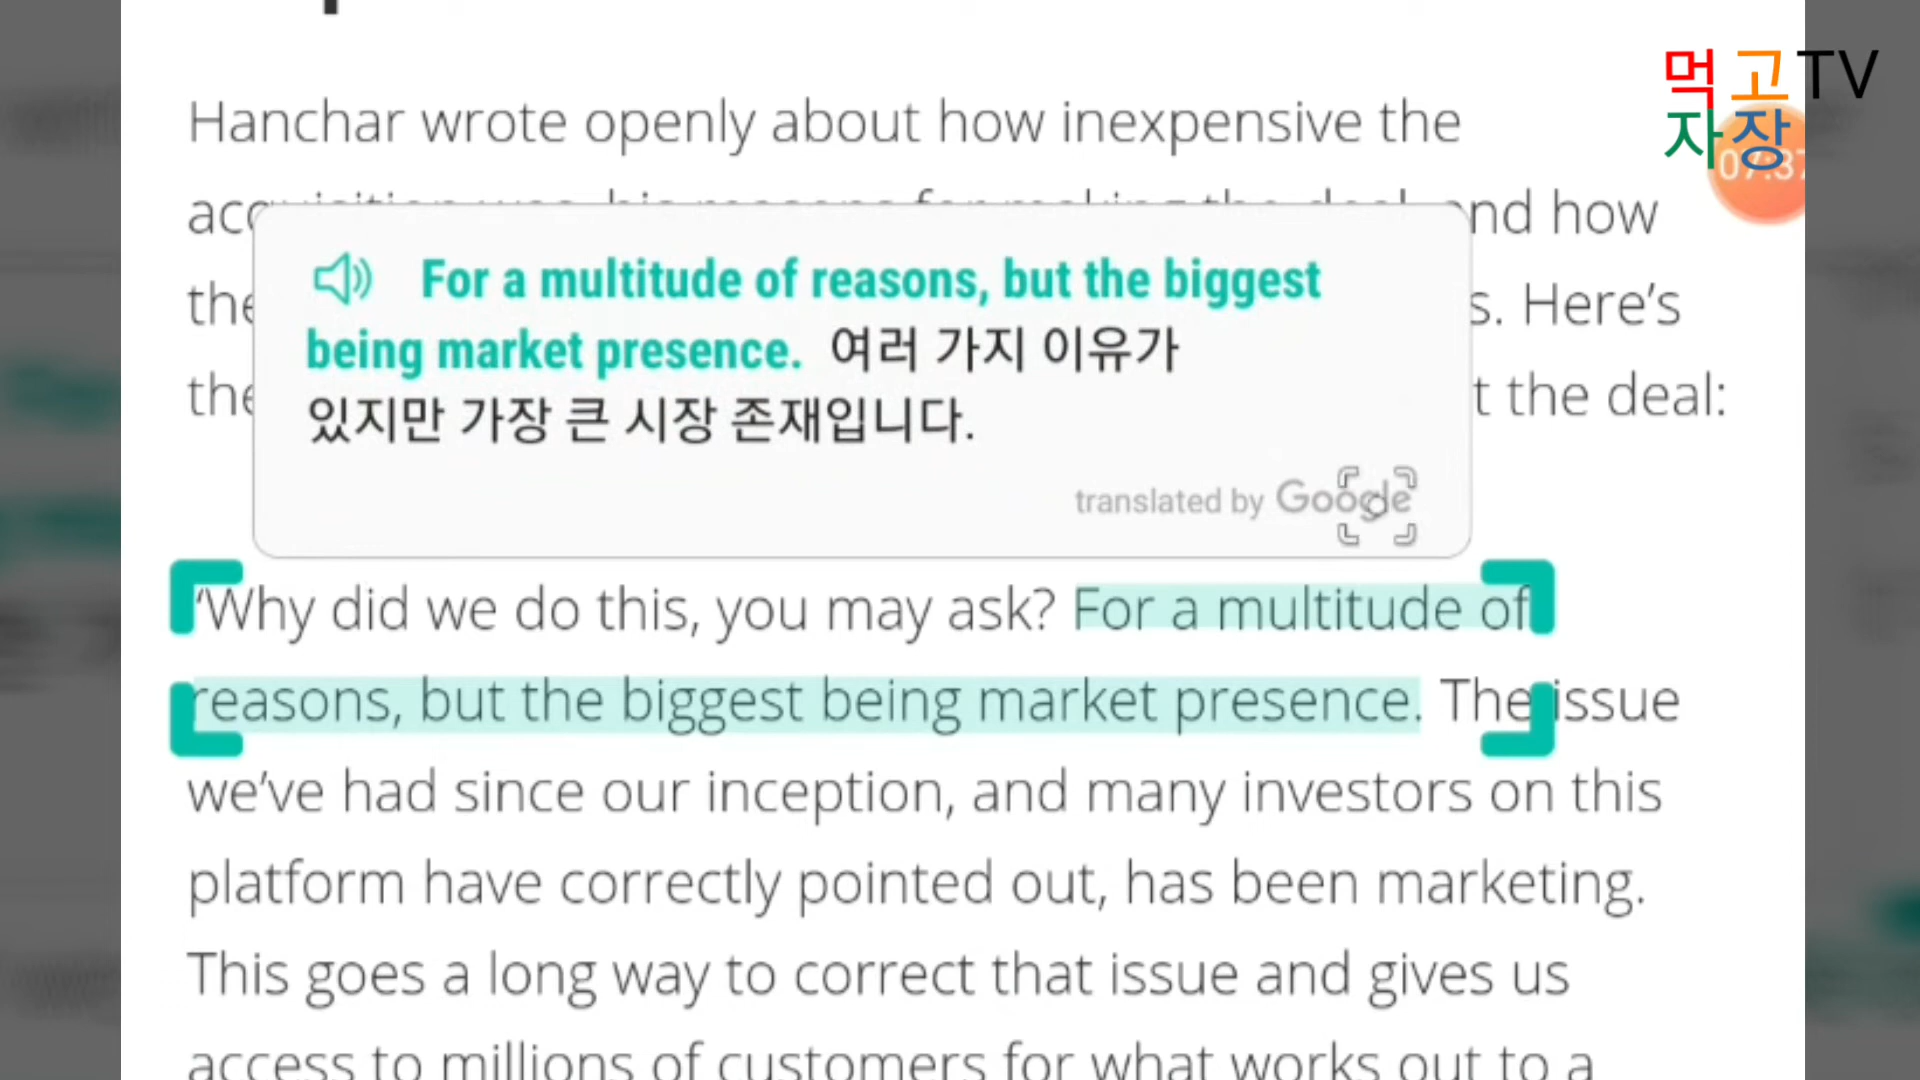 먹고TV
자장
07:37
Hanchar wrote openly about how inexpensive the
and how
the s. Here’s
the t the deal:
For a multitude of reasons, but the biggest
being market presence. 여러 가지 이유가
있지만 가장 큰 시장 존재입니다.
translated by Google
‘Why did we do this, you may ask? For a multitude of
reasons, but the biggest being market presence. The issue
we’ve had since our inception, and many investors on this
platform have correctly pointed out, has been marketing.
This goes a long way to correct that issue and gives us
access to millions of customers for what works out to a